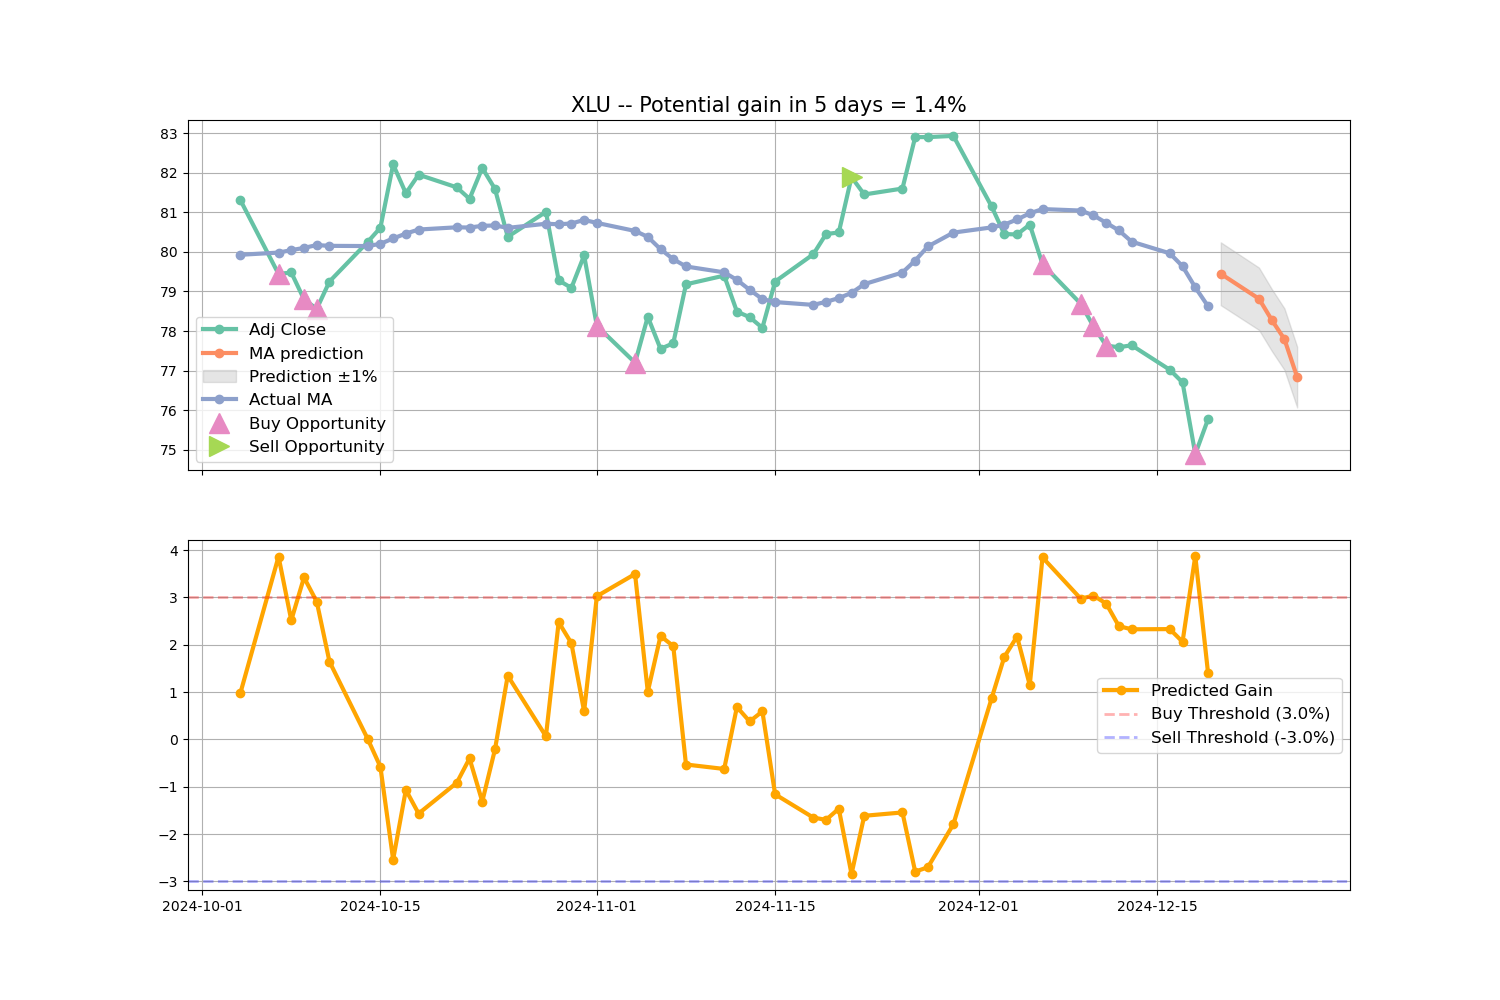 XLU -- Potential gain in 5 days = 1.4%
83
82
81
80
79
78
77
76
75
Adj Close
MA prediction
Prediction ±1%
Actual MA
Buy Opportunity
Sell Opportunity
4
3
2
1
0
−1
−2
−3
Predicted Gain
Buy Threshold (3.0%)
Sell Threshold (-3.0%)
2024-10-01
2024-10-15
2024-11-01
2024-11-15
2024-12-01
2024-12-15